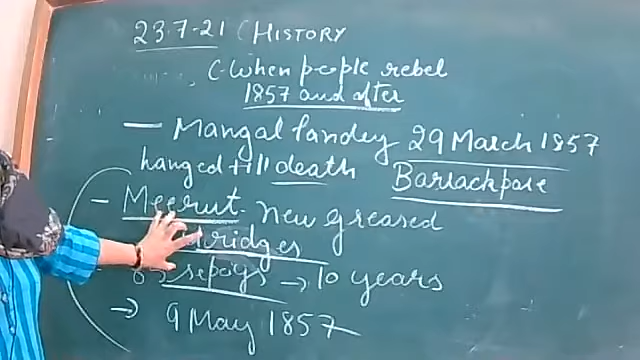 23.7-21 (HISTORY
C-When people rebel
1857 and after
— Mangal Pandey 29 March 1857
hanged till death Barrackpore
- Meerut - new greased
sepoys → 10 years
→ 9 May 1857